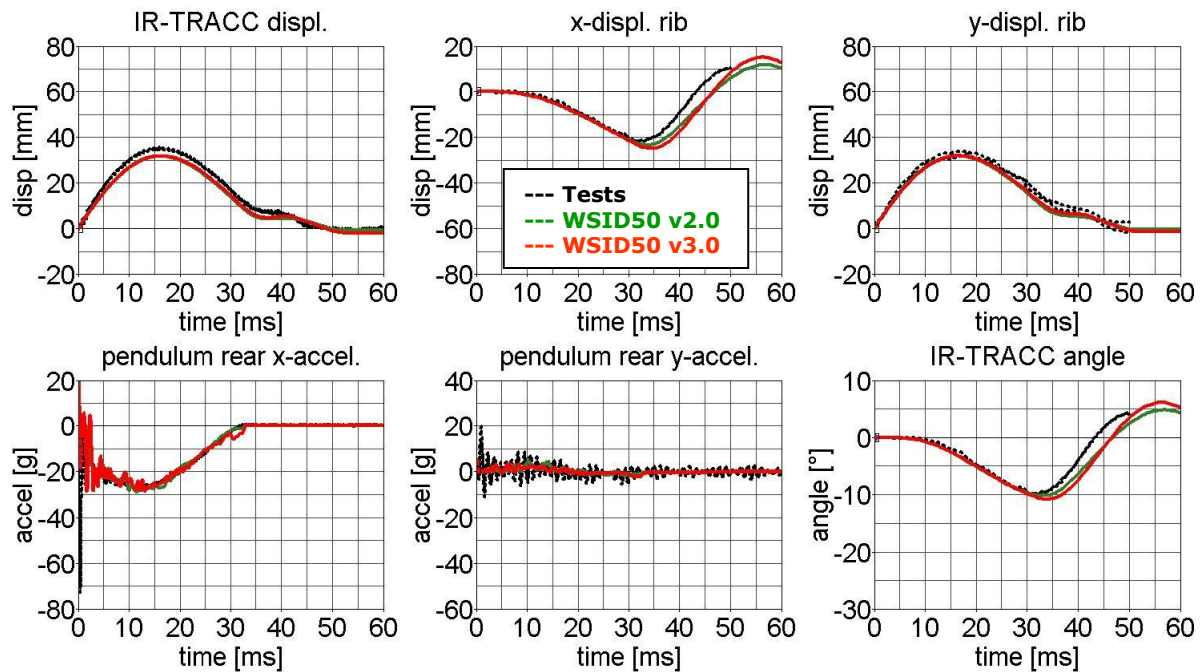 IR-TRACC displ.
disp [mm]
80
60
40
20
0
-20
0 10 20 30 40 50 60
time [ms]
x-displ. rib
disp [mm]
20
0
-20
-40
-60
-80
0 10 20 30 40 50 60
time [ms]
Tests
WSID50 v2.0
WSID50 v3.0
y-displ. rib
disp [mm]
80
60
40
20
0
-20
0 10 20 30 40 50 60
time [ms]
pendulum rear x-accel.
accel [g]
20
0
-20
-40
-60
-80
0 10 20 30 40 50 60
time [ms]
pendulum rear y-accel.
accel [g]
40
20
0
-20
-40
-60
0 10 20 30 40 50 60
time [ms]
IR-TRACC angle
angle [°]
10
0
-10
-20
-30
0 10 20 30 40 50 60
time [ms]